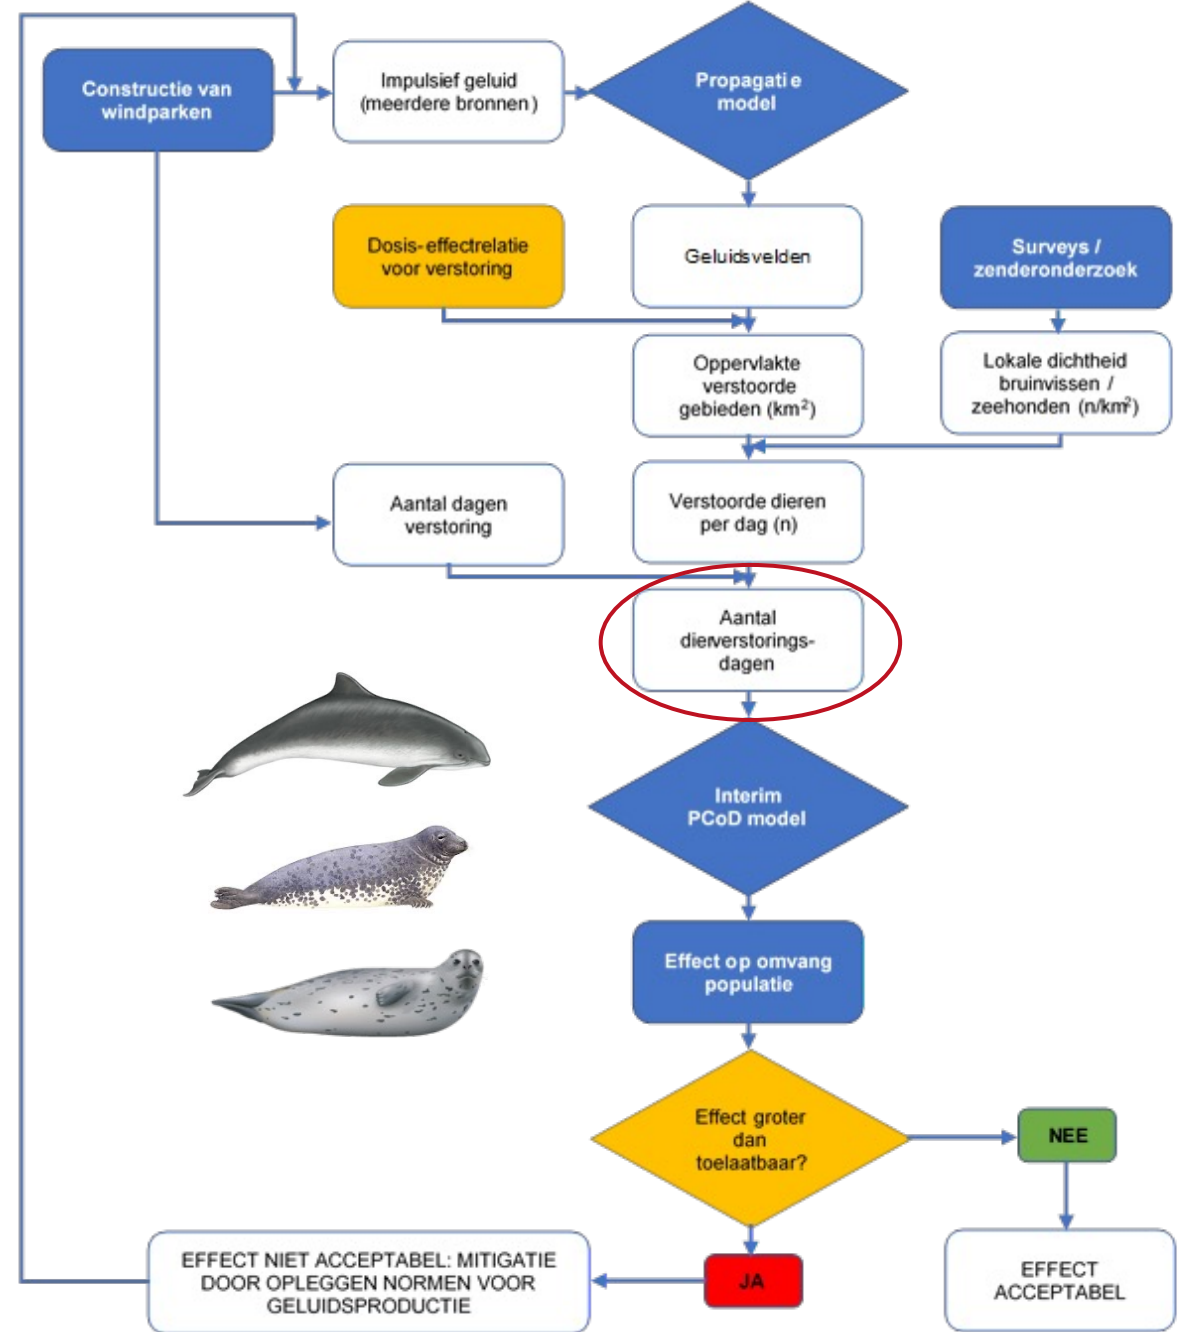 Constructie van
windparken
Impulsief geluid
(meerdere bronnen)
Propagatie
model
Dosis-effectrelatie
voor verstoring
Geluidsvelden
Surveys /
zenderonderzoek
Oppervlakte
verstoorde
gebieden (km²)
Lokale dichtheid
bruinvissen /
zeehonden (n/km²)
Aantal dagen
verstoring
Verstoorde dieren
per dag (n)
Aantal
dierverstorings-
dagen
Interim
PCoD model
Effect op omvang
populatie
Effect groter
dan
toelaatbaar?
NEE
EFFECT NIET ACCEPTABEL: MITIGATIE
DOOR OPLEGGEN NORMEN VOOR
GELUIDSPRODUCTIE
JA
EFFECT
ACCEPTABEL